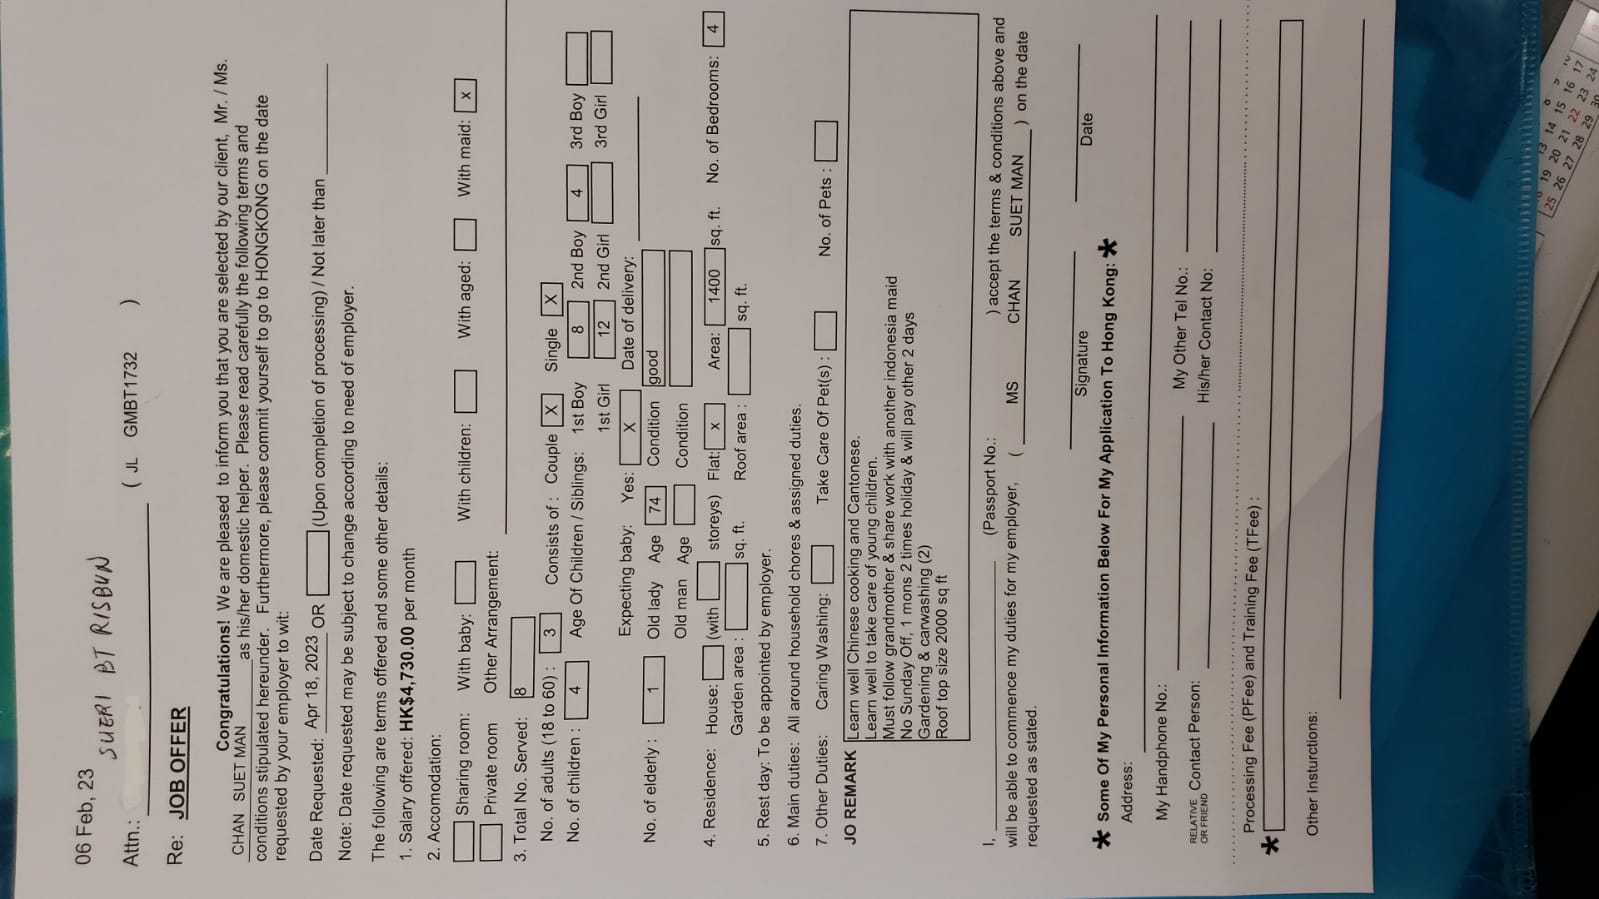 06 Feb, 23
SUERI BT RISBUN
Attn.: ( JL GMBT1732 )
Re: JOB OFFER
Congratulations! We are pleased to inform you that you are selected by our client, Mr. / Ms.
CHAN SUET MAN as his/her domestic helper. Please read carefully the following terms and
conditions stipulated hereunder. Furthermore, please commit yourself to go to HONGKONG on the date
requested by your employer to wit:
Date Requested: Apr 18, 2023 OR (Upon completion of processing) / Not later than
Note: Date requested may be subject to change according to need of employer.
The following are terms offered and some other details:
1. Salary offered: HK$4,730.00 per month
2. Accomodation:
Sharing room: With baby: With children: With aged: With maid: x
Private room Other Arrangement:
3. Total No. Served: 8
No. of adults (18 to 60) : 3 Consists of : Couple X Single X
No. of children : 4 Age Of Children / Siblings: 1st Boy 8 2nd Boy 4 3rd Boy
1st Girl 12 2nd Girl 3rd Girl
Expecting baby: Yes: X Date of delivery:
No. of elderly : 1 Old lady Age 74 Condition good
Old man Age Condition
4. Residence: House: (with storeys) Flat: x Area: 1400 sq. ft. No. of Bedrooms: 4
Garden area : sq. ft. Roof area : sq. ft.
5. Rest day: To be appointed by employer.
6. Main duties: All around household chores & assigned duties.
7. Other Duties: Caring Washing: Take Care Of Pet(s) : No. of Pets :
JO REMARK Learn well Chinese cooking and Cantonese.
Learn well to take care of young children.
Must follow grandmother & share work with another indonesia maid
No Sunday Off, 1 mons 2 times holiday & will pay other 2 days
Gardening & carwashing (2)
Roof top size 2000 sq ft
I, (Passport No.: ) accept the terms & conditions above and
will be able to commence my duties for my employer, ( MS CHAN SUET MAN ) on the date
requested as stated.
Signature Date
* Some Of My Personal Information Below For My Application To Hong Kong: *
Address:
My Handphone No.: My Other Tel No.:
RELATIVE OR FRIEND Contact Person: His/her Contact No:
Processing Fee (PFee) and Training Fee (TFee) :
*
Other Insturctions:
13 14 15 16 17
19 20 21 22 23 24
25 26 27 28 29 30